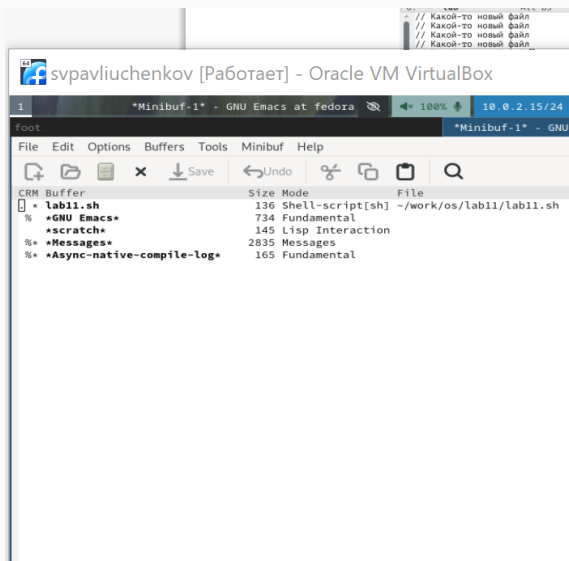 // Какой-то новый файл
// Какой-то новый файл
// Какой-то новый файл
// Какой-то новый файл
64
svpavliuchenkov [Работает] - Oracle VM VirtualBox
1 *Minibuf-1* - GNU Emacs at fedora 100% 10.0.2.15/24
foot *Minibuf-1* - GNU
File Edit Options Buffers Tools Minibuf Help
Save Undo
CRM Buffer Size Mode File
. * lab11.sh 136 Shell-script[sh] ~/work/os/lab11/lab11.sh
% *GNU Emacs* 734 Fundamental
*scratch* 145 Lisp Interaction
%* *Messages* 2835 Messages
%* *Async-native-compile-log* 165 Fundamental